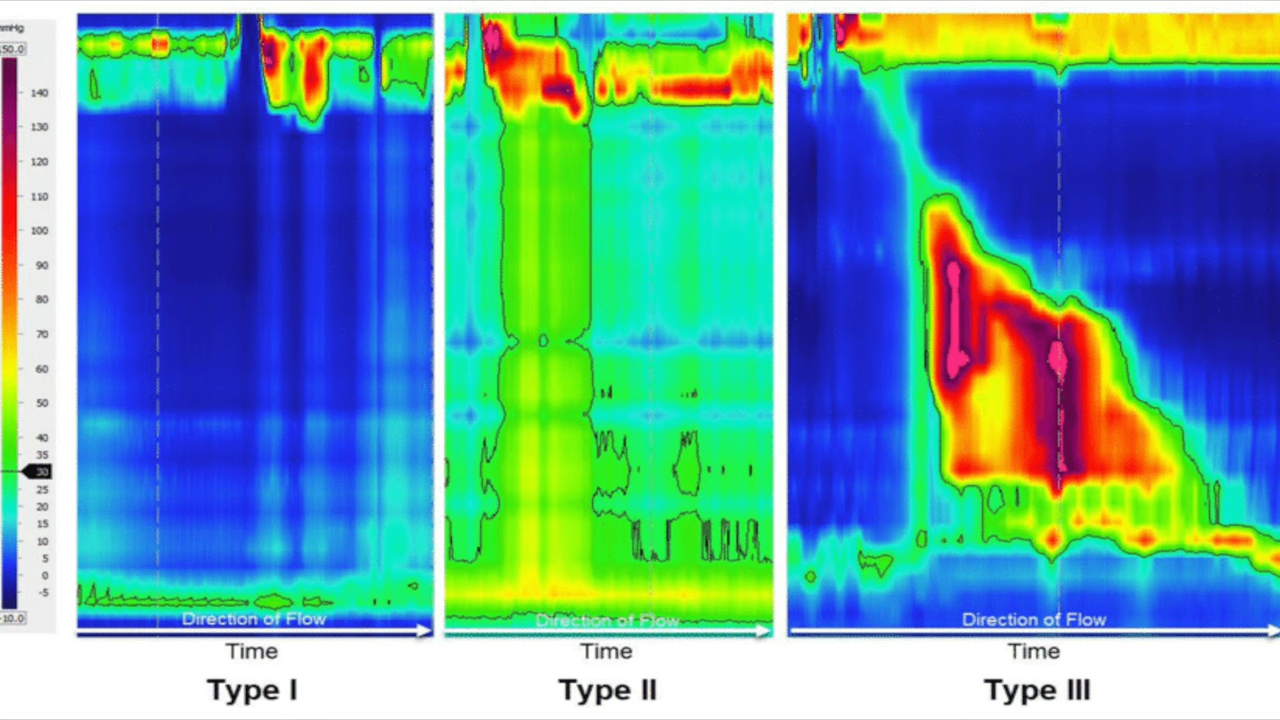 mmHg
150.0
140
130
120
110
100
90
80
70
60
50
40
35
30
25
20
15
10
5
0
-5
-10.0
Direction of Flow
Direction of Flow
Direction of Flow
Time
Time
Time
Type I
Type II
Type III